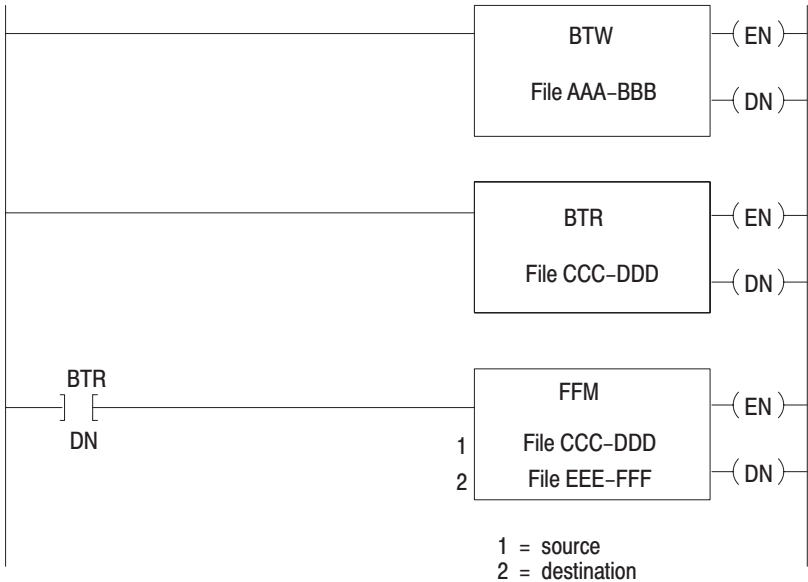 BTW
( EN )
File AAA–BBB
( DN )
BTR
( EN )
File CCC–DDD
( DN )
BTR
] [
DN
FFM
( EN )
1 File CCC–DDD
2 File EEE–FFF
( DN )
1 = source
2 = destination